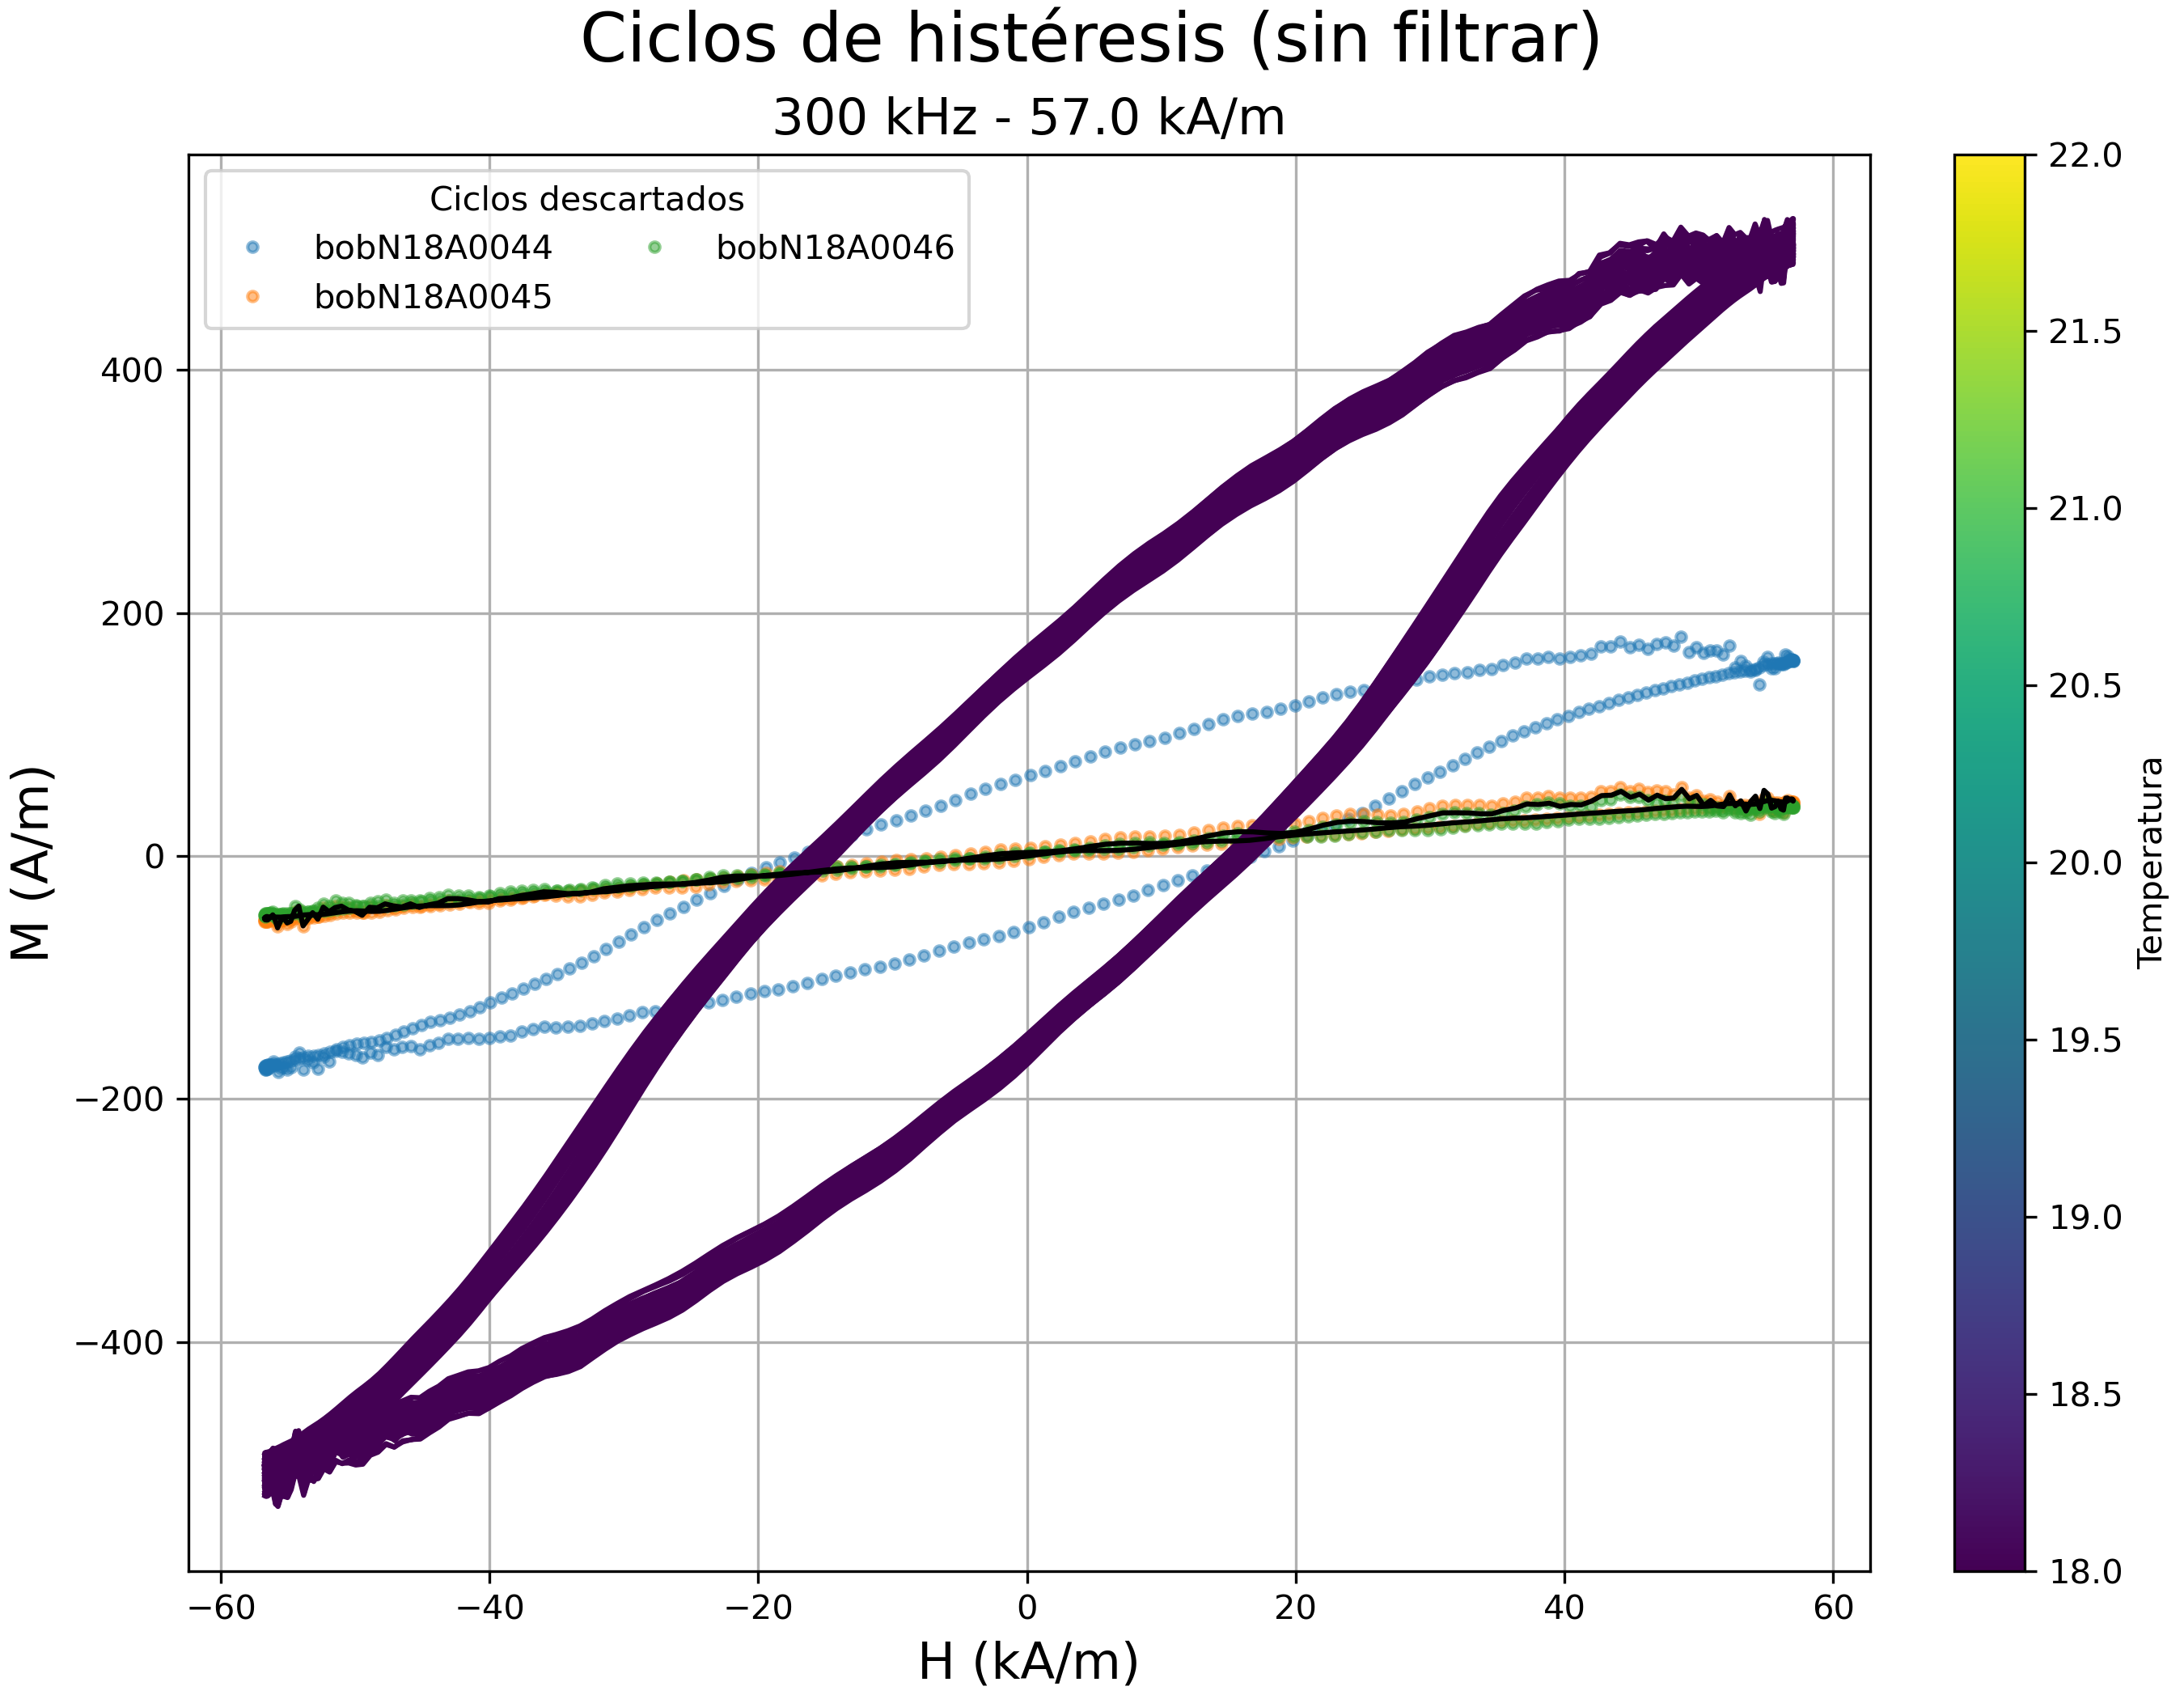 Ciclos de histéresis (sin filtrar)
300 kHz - 57.0 kA/m
Ciclos descartados
bobN18A0044
bobN18A0045
bobN18A0046
400
200
0
−200
−400
M (A/m)
−60
−40
−20
0
20
40
60
H (kA/m)
22.0
21.5
21.0
20.5
20.0
19.5
19.0
18.5
18.0
Temperatura